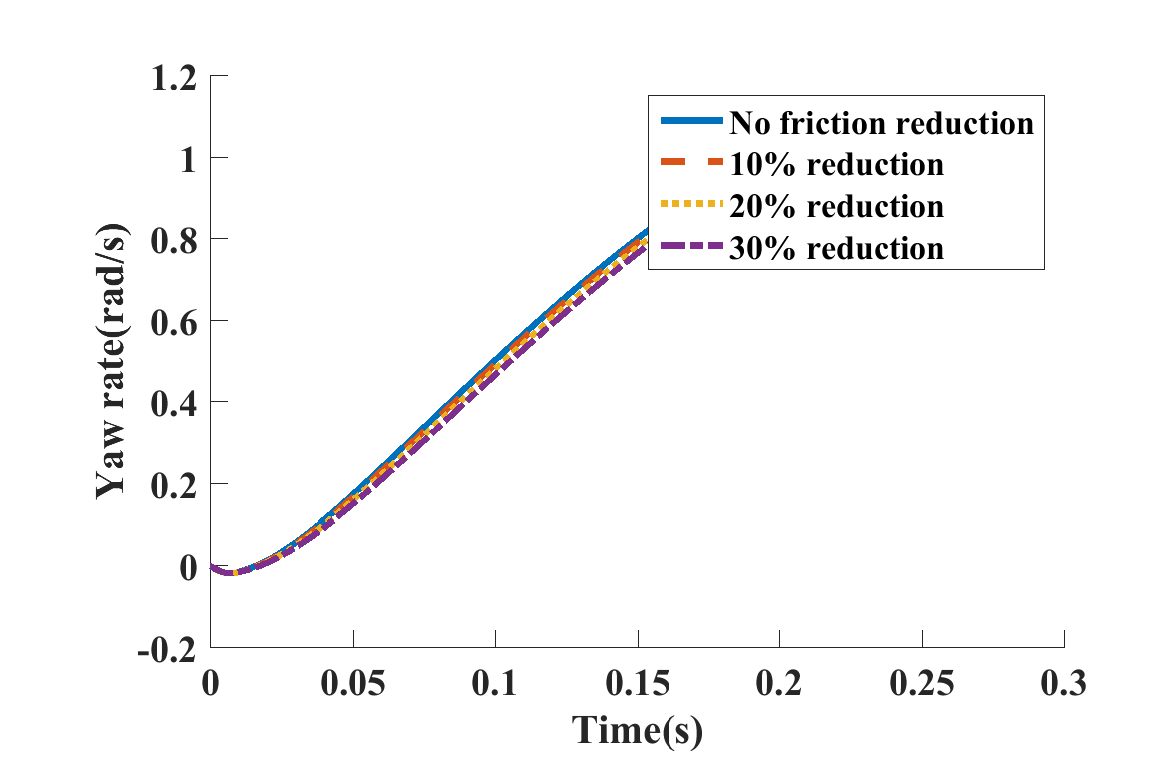 1.2
1
0.8
0.6
0.4
0.2
0
-0.2
Yaw rate(rad/s)
No friction reduction
10% reduction
20% reduction
30% reduction
0 0.05 0.1 0.15 0.2 0.25 0.3
Time(s)